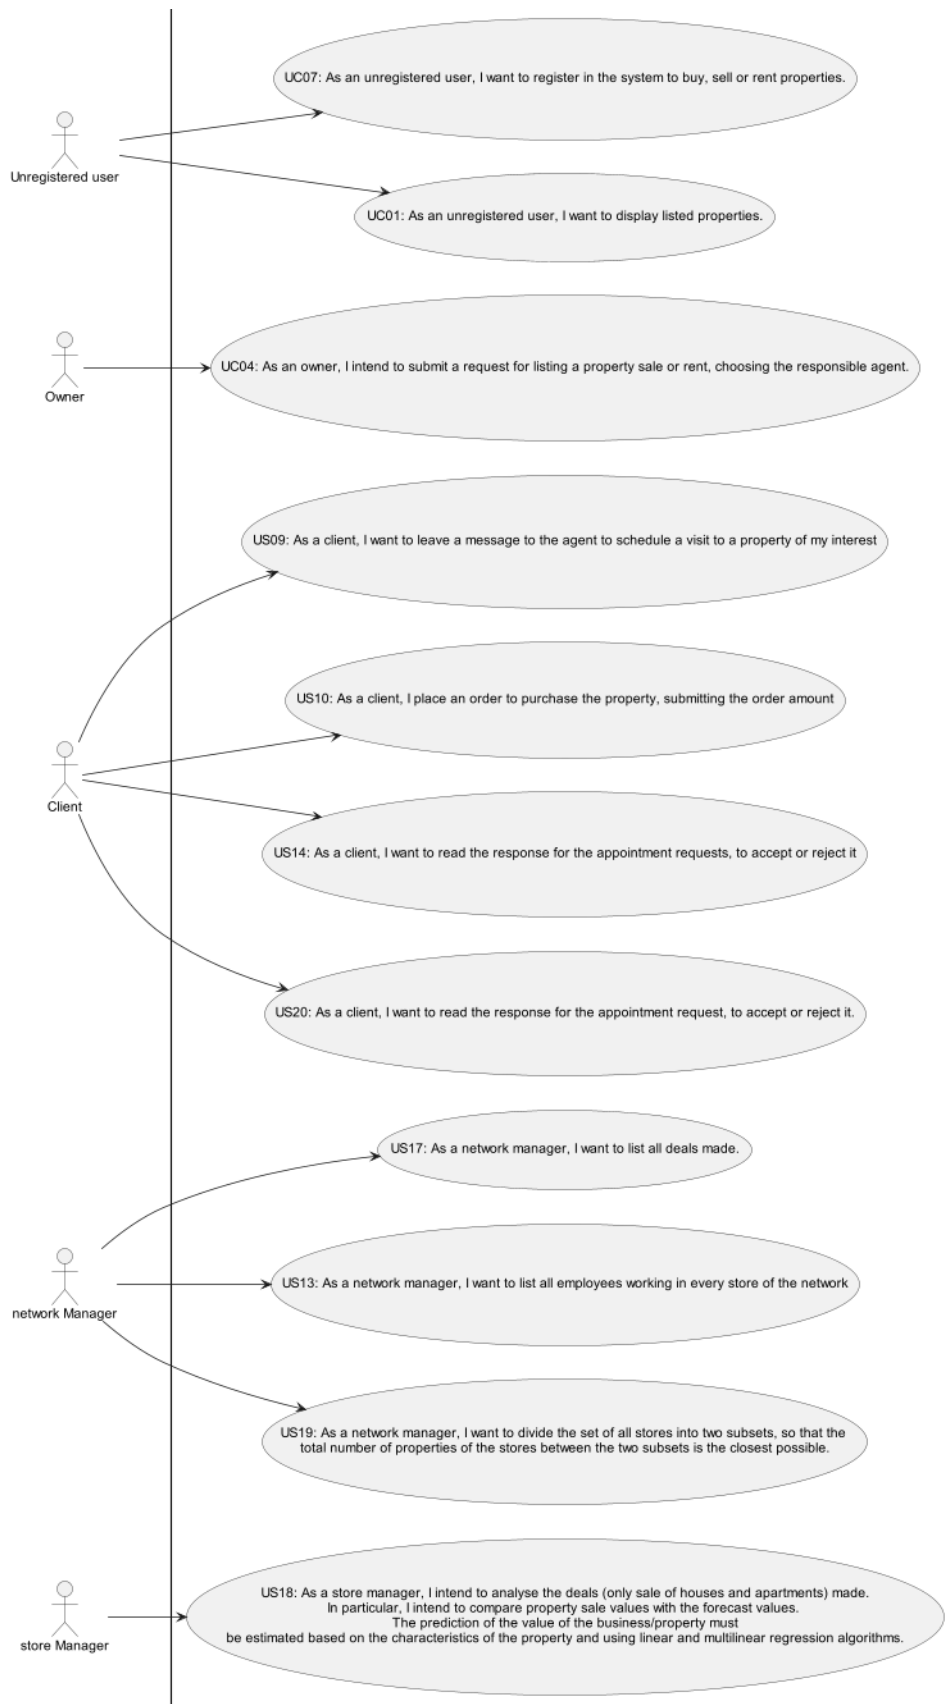 UC07: As an unregistered user, I want to register in the system to buy, sell or rent properties.
Unregistered user
UC01: As an unregistered user, I want to display listed properties.
UC04: As an owner, I intend to submit a request for listing a property sale or rent, choosing the responsible agent.
Owner
US09: As a client, I want to leave a message to the agent to schedule a visit to a property of my interest
US10: As a client, I place an order to purchase the property, submitting the order amount
Client
US14: As a client, I want to read the response for the appointment requests, to accept or reject it
US20: As a client, I want to read the response for the appointment request, to accept or reject it.
US17: As a network manager, I want to list all deals made.
US13: As a network manager, I want to list all employees working in every store of the network
network Manager
US19: As a network manager, I want to divide the set of all stores into two subsets, so that the
total number of properties of the stores between the two subsets is the closest possible.
US18: As a store manager, I intend to analyse the deals (only sale of houses and apartments) made.
In particular, I intend to compare property sale values with the forecast values.
The prediction of the value of the business/property must
be estimated based on the characteristics of the property and using linear and multilinear regression algorithms.
store Manager